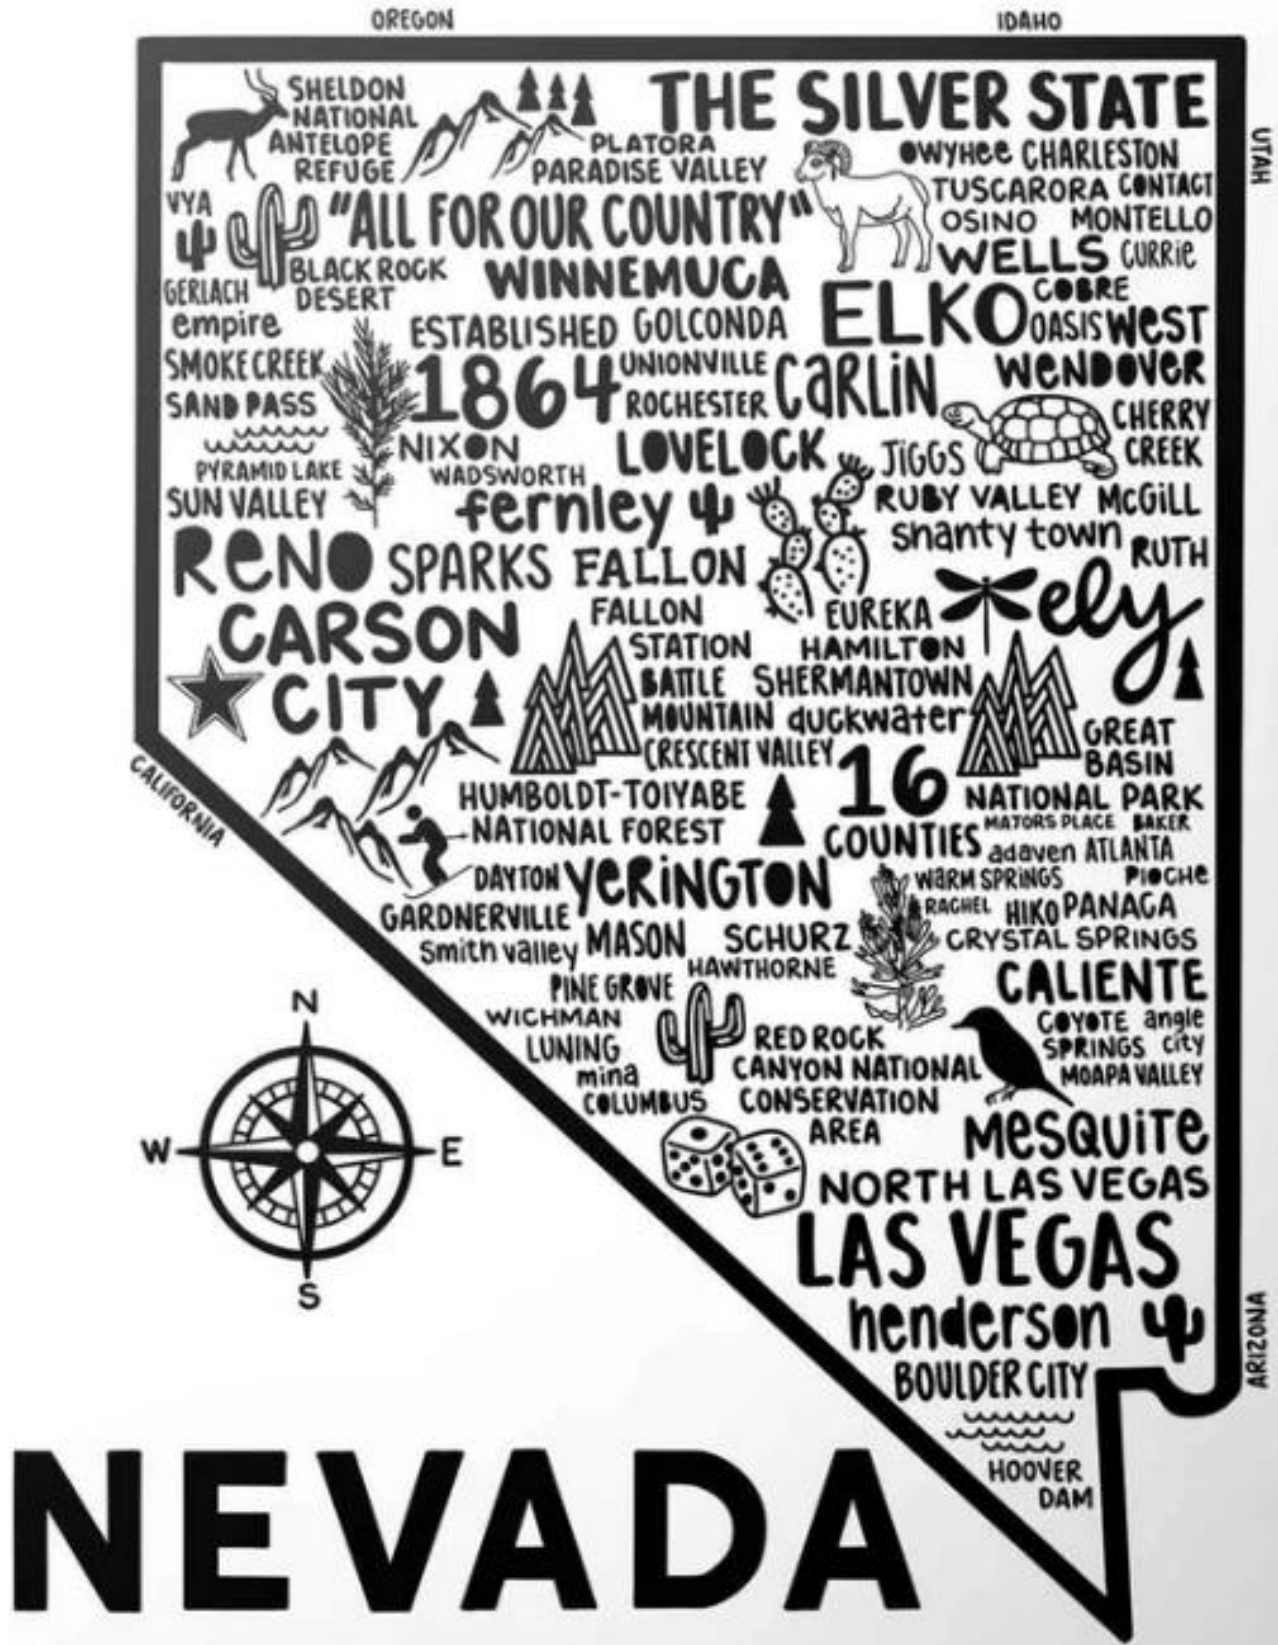 OREGON
IDAHO
SHELDON
NATIONAL
ANTELOPE
REFUGE
THE SILVER STATE
PLATORA
PARADISE VALLEY
OWYHee CHARLESTON
TUSCARORA CONTACT
OSINO MONTELLO
WELLS CURRiE
UTAH
VYA
"ALL FOR OUR COUNTRY"
BLACK ROCK
DESERT
WINNEMUCA
GERLACH
empire
ESTABLISHED
1864
GOLCONDA
ELKO
COBRE
OASIS
WeST
WeNDOVeR
SMOKE CREEK
SAND PASS
UNIONVILLE
ROCHESTER
CaRLiN
CHERRY
CREEK
NIXON
WADSWORTH
LOVELOCK
JiGGS
PYRAMID LAKE
SUN VALLEY
fernley
RUBY VALLEY McGiLL
shanty town
RUTH
ReNO SPARKS FALLON
CARSON
CITY
FALLON
STATION
EUREKA
ely
HAMILTON
BATTLE
MOUNTAIN
SHERMANTOWN
duckwater
CRESCENT VALLEY
GREAT
BASIN
NATIONAL PARK
CALIFORNIA
HUMBOLDT-TOIYABE
NATIONAL FOREST
16
COUNTIES
MAYORS PLACE BAKER
adaven ATLANTA
DAYTON YeRiNGTON
WaRM SPRINGS PIOCHe
GARDNERVILLE
RACHEL HIKO PANACA
Smith valley MASON SCHURZ
CRYSTAL SPRINGS
HAWTHORNE
PINE GROVE
CALIENTE
WICHMAN
COYOTE
SPRINGS
angle
city
LUNING
RED ROCK
CANYON NATIONAL
CONSERVATION
AREA
MOAPA VALLEY
mina
COLUMBUS
MeSQUiTe
NORTH LAS VEGAS
LAS VEGAS
henderson
BOULDER CITY
ARIZONA
HOOVER
DAM
N
W
E
S
NEVADA